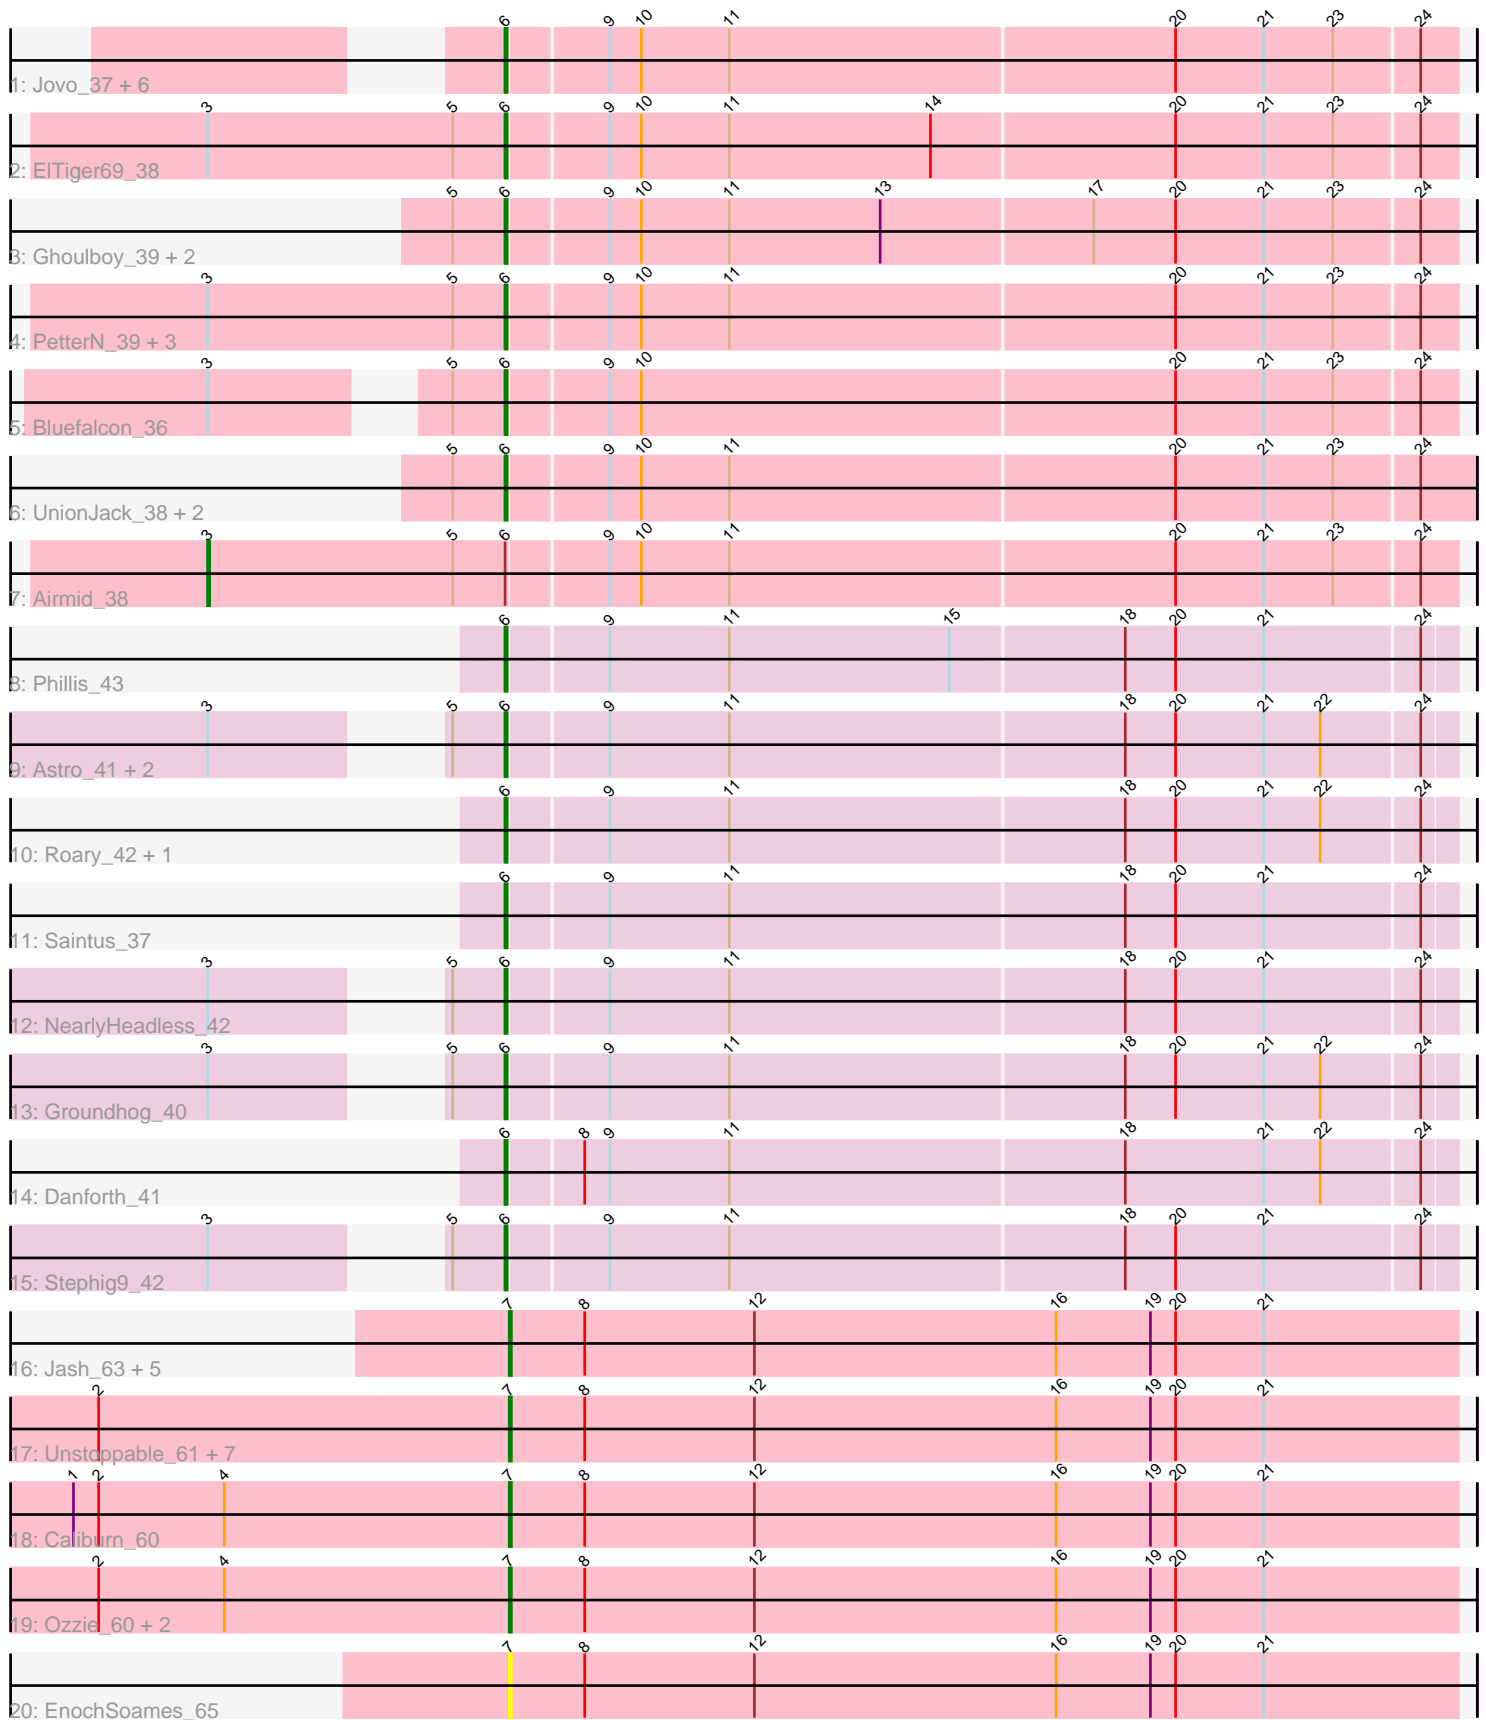 6 9 10 11 20 21 23 24
1: Jovo_37 + 6
3 5 6 9 10 11 14 20 21 23 24
2: ElTiger69_38
5 6 9 10 11 13 17 20 21 23 24
3: Ghoulboy_39 + 2
3 5 6 9 10 11 20 21 23 24
4: PetterN_39 + 3
3 5 6 9 10 20 21 23 24
5: Bluefalcon_36
5 6 9 10 11 20 21 23 24
6: UnionJack_38 + 2
3 5 6 9 10 11 20 21 23 24
7: Airmid_38
6 9 11 15 18 20 21 24
8: Phillis_43
3 5 6 9 11 18 20 21 22 24
9: Astro_41 + 2
6 9 11 18 20 21 22 24
10: Roary_42 + 1
6 9 11 18 20 21 24
11: Saintus_37
3 5 6 9 11 18 20 21 24
12: NearlyHeadless_42
3 5 6 9 11 18 20 21 22 24
13: Groundhog_40
6 8 9 11 18 21 22 24
14: Danforth_41
3 5 6 9 11 18 20 21 24
15: Stephig9_42
7 8 12 16 19 20 21
16: Jash_63 + 5
2 7 8 12 16 19 20 21
17: Unstoppable_61 + 7
1 2 4 7 8 12 16 19 20 21
18: Caliburn_60
2 4 7 8 12 16 19 20 21
19: Ozzie_60 + 2
7 8 12 16 19 20 21
20: EnochSoames_65